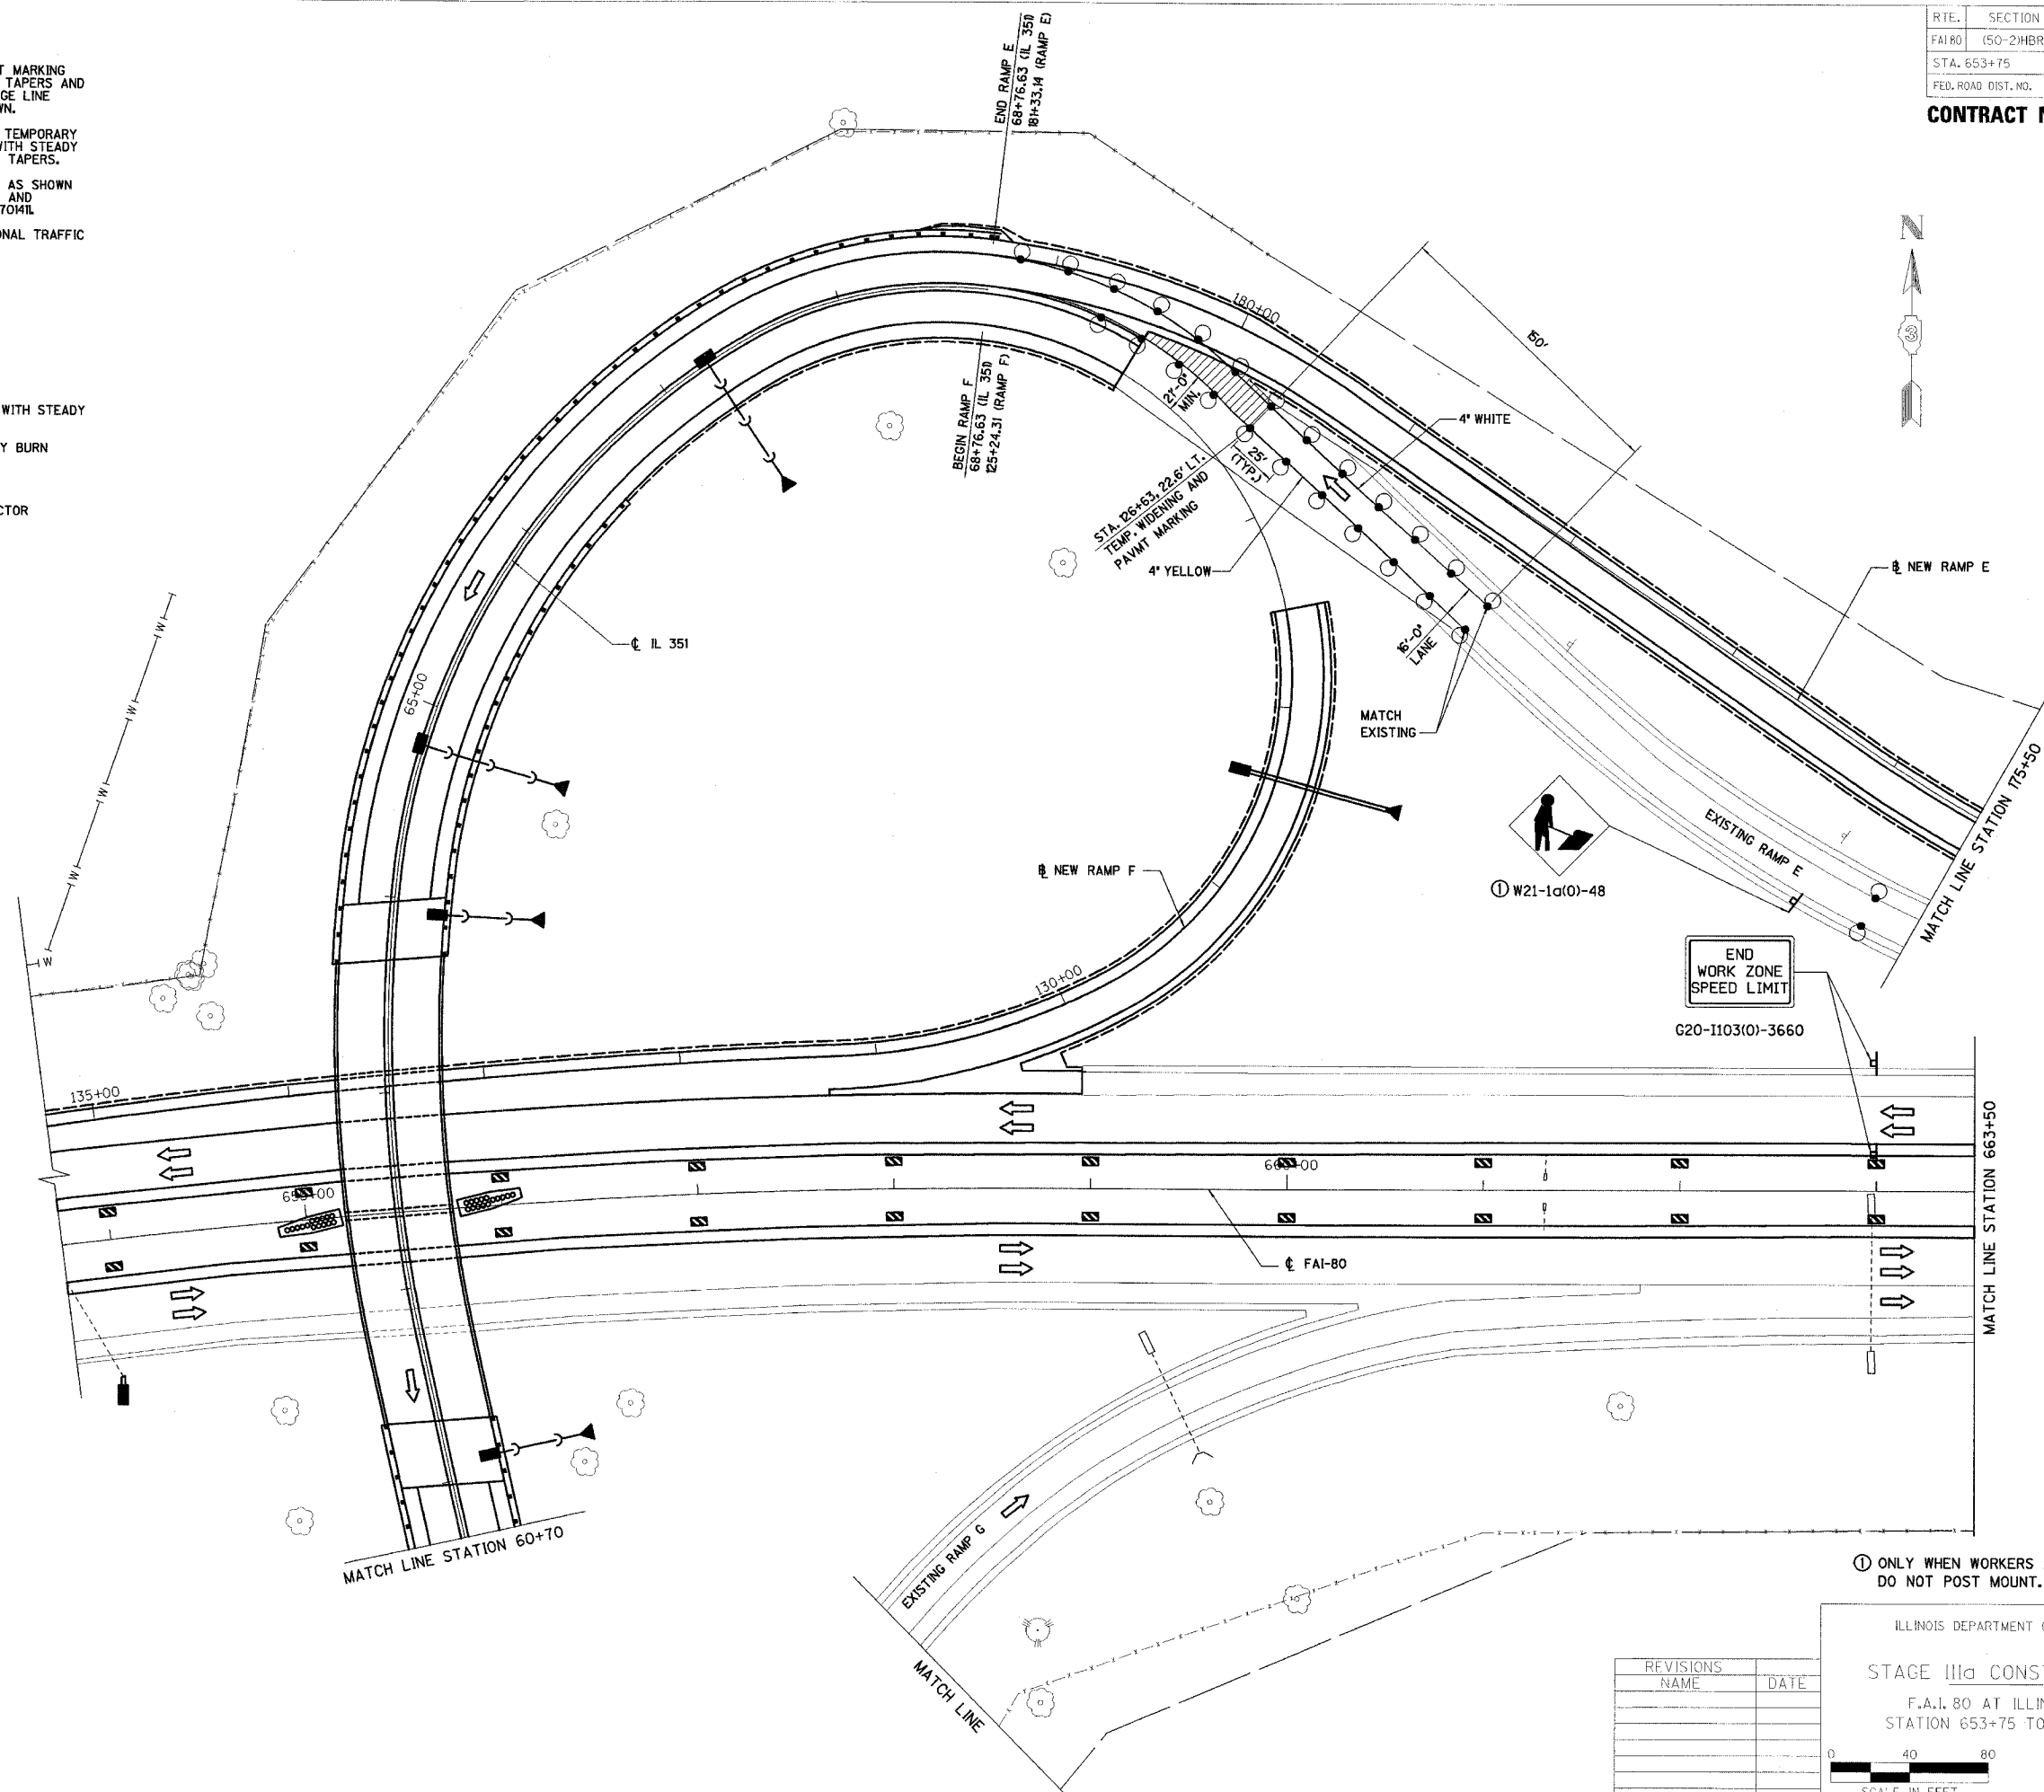 T MARKING
TAPERS AND
GE LINE
WN.
TEMPORARY
WITH STEADY
TAPERS.
AS SHOWN
AND
701411.
ONAL TRAFFIC
WITH STEADY
Y BURN
CTOR
RTE. SECTION
FAI 80 (50-2)HBR
STA. 653+75
FED. ROAD DIST. NO.
CONTRACT N
END RAMP E
68+76.63 (IL 351)
181+33.14 (RAMP E)
N
3
180+00
150'
BEGIN RAMP F
68+76.63 (IL 351)
125+24.31 (RAMP F)
21'-0"
MIN.
4" WHITE
25'
(TYP.)
STA. 126+63, 22.6' LT.
TEMP. WIDENING AND
PAVMT MARKING
4" YELLOW
℄ NEW RAMP E
16'-0"
LANE
℄ IL 351
65+00
W
W
W
W
W
MATCH
EXISTING
EXISTING RAMP E
MATCH LINE STATION 175+50
① W21-1a(0)-48
℄ NEW RAMP F
END
WORK ZONE
SPEED LIMIT
G20-I103(0)-3660
130+00
135+00
660+00
655+00
℄ FAI-80
MATCH LINE STATION 663+50
MATCH LINE STATION 60+70
EXISTING RAMP G
MATCH LINE
① ONLY WHEN WORKERS
DO NOT POST MOUNT.
REVISIONS
NAME DATE
ILLINOIS DEPARTMENT
STAGE IIIa CONST
F.A.I. 80 AT ILLIN
STATION 653+75 TO
0 40 80
SCALE IN FEET